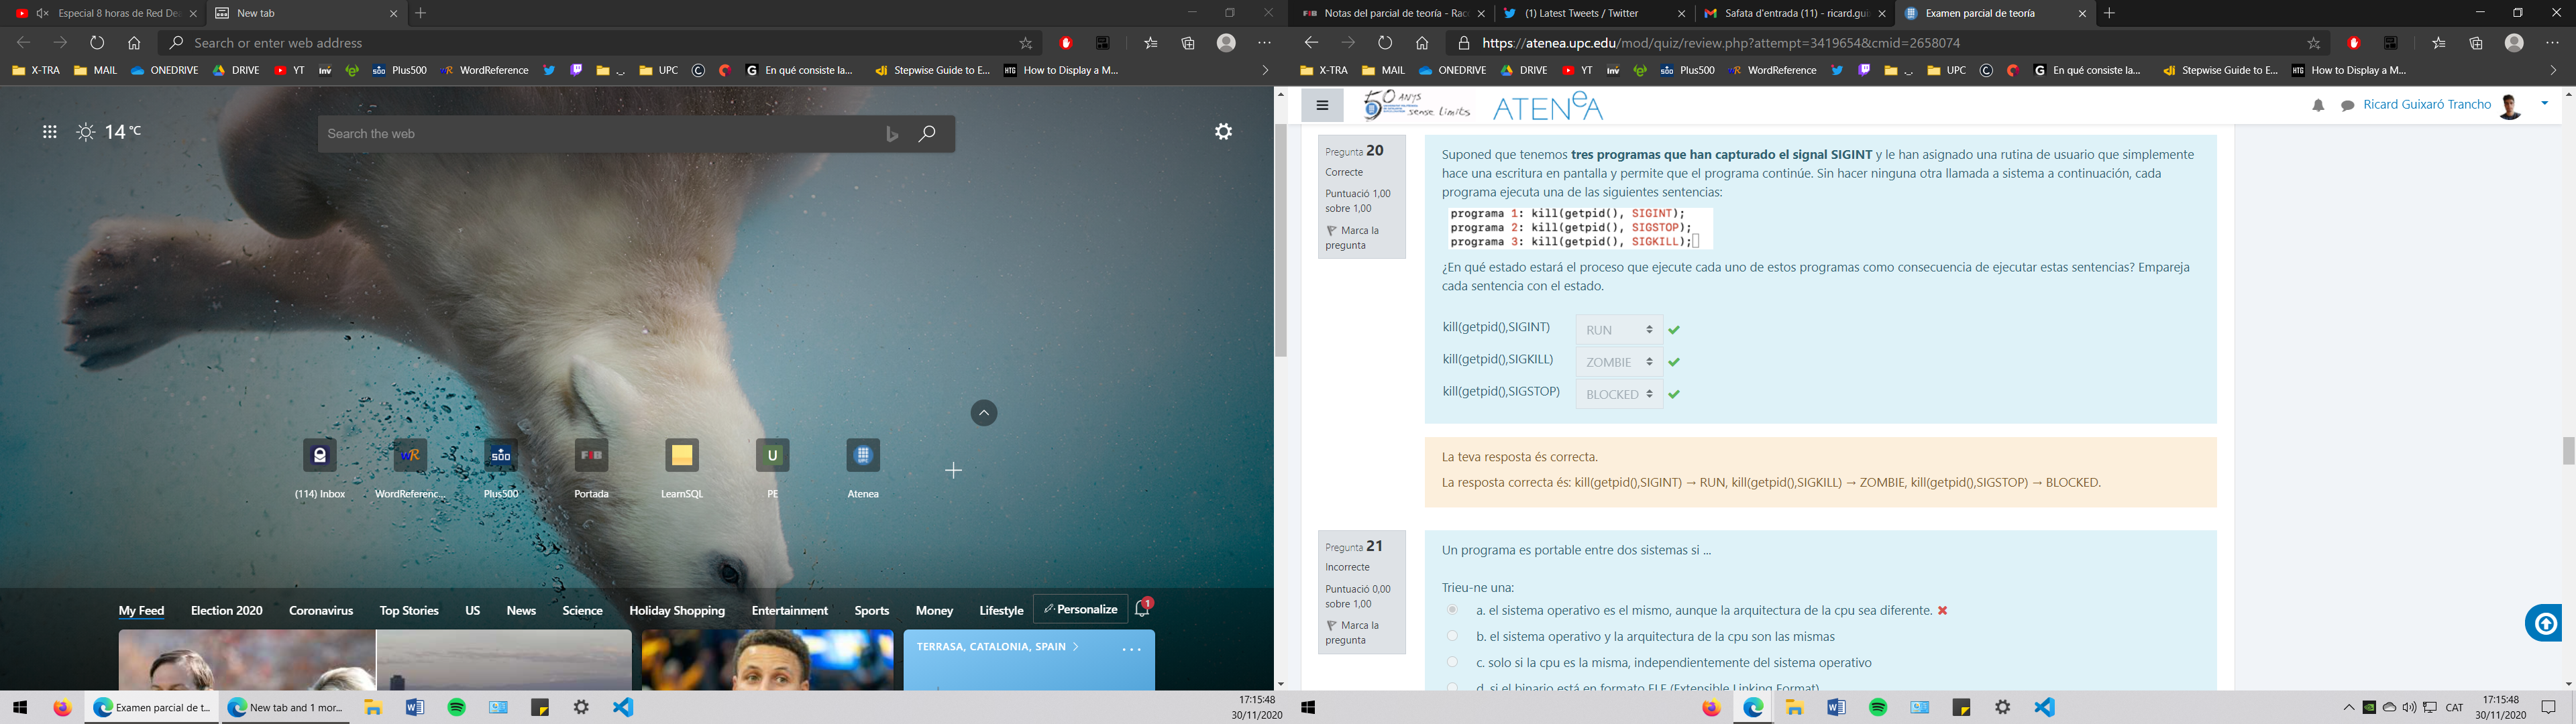 Especial 8 horas de Red De
New tab
Search or enter web address
X-TRA
MAIL
ONEDRIVE
DRIVE
YT
inv
Plus500
WordReference
UPC
En qué consiste la...
Stepwise Guide to E...
HTG
How to Display a M...
14 °C
Search the web
(114) Inbox
WordReferenc...
Plus500
Portada
LearnSQL
PE
Atenea
My Feed
Election 2020
Coronavirus
Top Stories
US
News
Science
Holiday Shopping
Entertainment
Sports
Money
Lifestyle
Personalize
1
TERRASA, CATALONIA, SPAIN
Examen parcial de t...
New tab and 1 mor...
17:15:48
30/11/2020
FIB
Notas del parcial de teoría - Rac
(1) Latest Tweets / Twitter
Safata d'entrada (11) - ricard.gui
Examen parcial de teoría
https://atenea.upc.edu/mod/quiz/review.php?attempt=3419654&cmid=2658074
X-TRA
MAIL
ONEDRIVE
DRIVE
YT
inv
Plus500
WordReference
UPC
En qué consiste la...
Stepwise Guide to E...
HTG
How to Display a M...
50 ANYS
sense límits
ATENeA
Ricard Guixaró Trancho
Pregunta 20
Correcte
Puntuació 1,00
sobre 1,00
Marca la
pregunta
Suponed que tenemos tres programas que han capturado el signal SIGINT y le han asignado una rutina de usuario que simplemente
hace una escritura en pantalla y permite que el programa continúe. Sin hacer ninguna otra llamada a sistema a continuación, cada
programa ejecuta una de las siguientes sentencias:
programa 1: kill(getpid(), SIGINT);
programa 2: kill(getpid(), SIGSTOP);
programa 3: kill(getpid(), SIGKILL);
¿En qué estado estará el proceso que ejecute cada uno de estos programas como consecuencia de ejecutar estas sentencias? Empareja
cada sentencia con el estado.
kill(getpid(),SIGINT) RUN
kill(getpid(),SIGKILL) ZOMBIE
kill(getpid(),SIGSTOP) BLOCKED
La teva resposta és correcta.
La resposta correcta és: kill(getpid(),SIGINT) → RUN, kill(getpid(),SIGKILL) → ZOMBIE, kill(getpid(),SIGSTOP) → BLOCKED.
Pregunta 21
Incorrecte
Puntuació 0,00
sobre 1,00
Marca la
pregunta
Un programa es portable entre dos sistemas si ...
Trieu-ne una:
a. el sistema operativo es el mismo, aunque la arquitectura de la cpu sea diferente.
b. el sistema operativo y la arquitectura de la cpu son las mismas
c. solo si la cpu es la misma, independientemente del sistema operativo
d. si el binario está en formato ELF (Extensible Linking Format)
CAT
17:15:48
30/11/2020